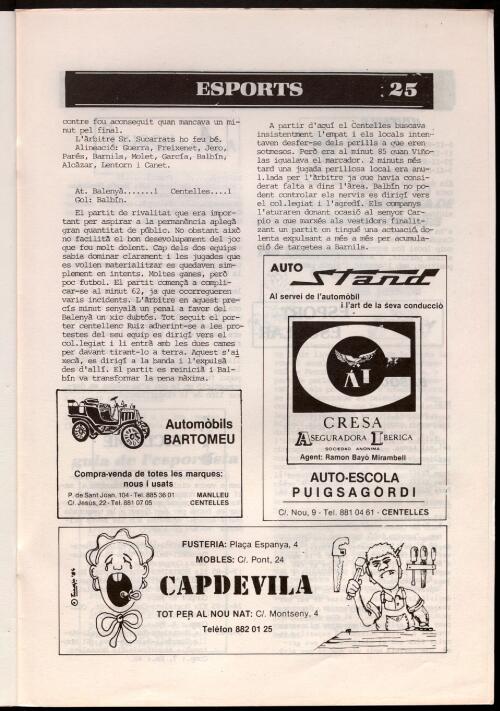 ESPORTS 25
contre fou aconseguit quan mancava un mi-
nut pel final.
L'Àrbitre Sr. Sucarrats ho feu bé.
Alineació: Guerra, Freixenet, Jero,
Parés, Barnils, Molet, García, Balbín,
Alcàzar, Lentorn i Canet.
At. Balenyà.......1 Centelles....1
Gol: Balbín.
El partit de rivalitat que era impor-
tant per aspirar a la permanència aplegà
gran quantitat de públic. No obstant això
no facilità el bon desevolupament del joc
que fou molt dolent. Cap dels dos equips
sabia dominar clarament i les jugades que
es volien materialitzar es quedaven sim-
plement en intents. Moltes ganes, però
poc futbol. El partit començà a compli-
car-se al minut 62, ja que ocorregueren
varis incidents. L'Àrbitre en aquest pre-
cís minut senyalà un penal a favor del
Balenyà un xic dubtós. Tot seguit el por-
ter centellenc Ruiz adherint-se a les pro-
testes del seu equip es dirigí vers el
col.legiat i li entrà amb les dues cames
per davant tirant-lo a terra. Aquest s'ai
xecà, es dirigí a la banda i l'expulsà
des d'allí. El partit es reinicià i Bal-
bín va transformar la pena màxima.
A partir d'aquí el Centelles buscava
insistentment l'empat i els locals inten-
taven desfer-se dels perills a que eren
sotmesos. Però era al minut 85 quan Viño-
las igualava el marcador. 2 minuts més
tard una jugada perillosa local era anu-
l.lada per l'àrbitre ja que havia consi-
derat falta a dins l'àrea. Balbín no po-
dent controlar els nervis es dirigí vers
el col.legiat i l'agredí. Els companys
l'aturaren donant ocasió al senyor Car-
pio a que marxés als vestidors finalit-
zant un partit on tingué una actuació do-
lenta expulsant a més a més per acumula-
ció de targetes a Barnils.
AUTO Stand
Al servei de l'automòbil
i l'art de la seva conducció
AI
CRESA
ASEGURADORA IBERICA
SOCIEDAD ANONIMA
Agent: Ramon Bayò Mirambell
AUTO-ESCOLA
PUIGSAGORDI
C/. Nou, 9 - Tel. 881 04 61 - CENTELLES
Automòbils
BARTOMEU
Compra-venda de totes les marques:
nous i usats
P. de Sant Joan, 104 - Tel. 885 36 01 MANLLEU
C/. Jesús, 22 - Tel. 881 07 05 CENTELLES
FUSTERIA: Plaça Espanya, 4
MOBLES: C/. Pont, 24
CAPDEVILA
TOT PER AL NOU NAT: C/. Montseny, 4
Telèfon 882 01 25